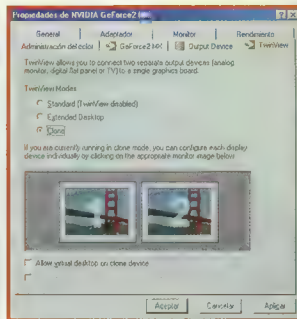 Propiedades de NVIDIA GeForce2
General Adaptador Monitor Rendimiento
Administración del color GeForce2 MX Output Device TwinView
TwinView allows you to connect two separate output devices (analog
monitor, digital flat panel or TV) to a single graphics board.
TwinView Modes
Standard (TwinView disabled)
Extended Desktop
Clone
If you are currently running in clone mode, you can configure each display
device individually by clicking on the appropriate monitor image below
Allow virtual desktop on clone device
Aceptar Cancelar Aplicar